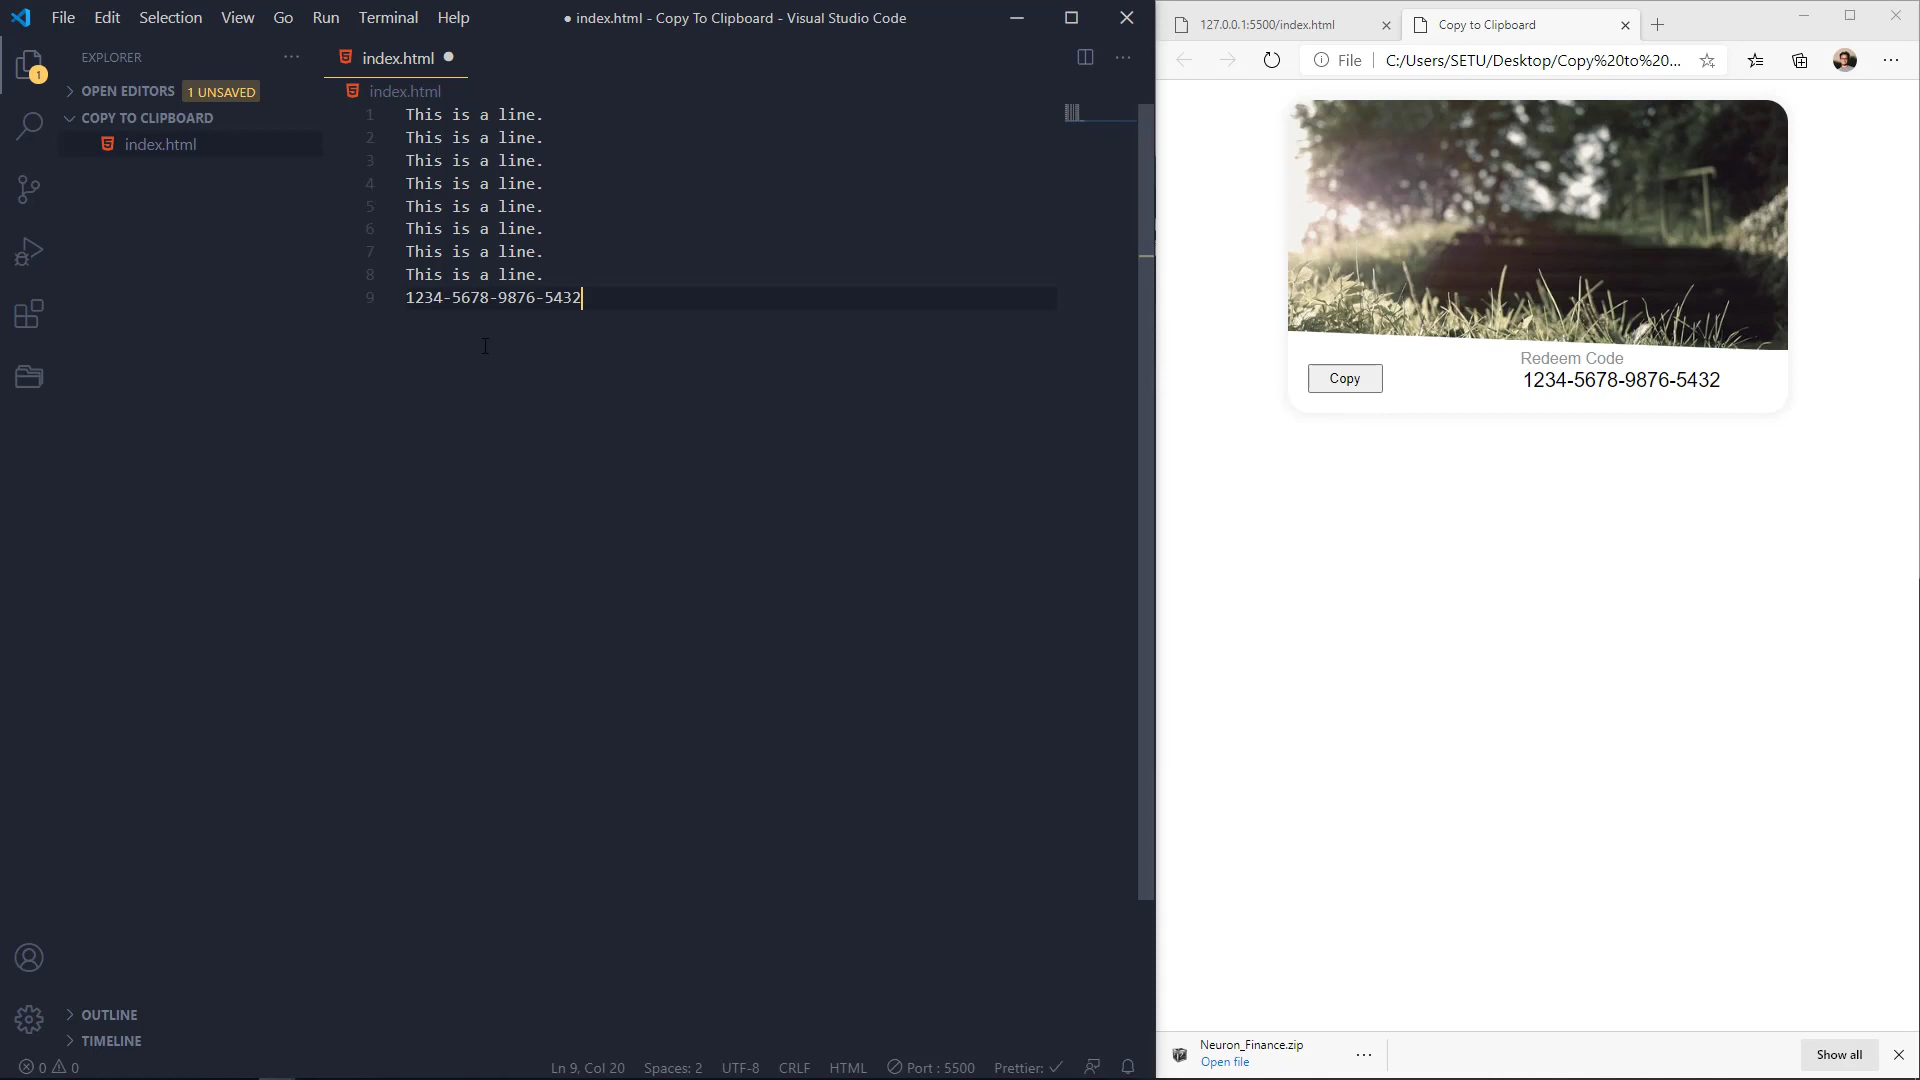 File Edit Selection View Go Run Terminal Help
● index.html - Copy To Clipboard - Visual Studio Code
1
EXPLORER
OPEN EDITORS 1 UNSAVED
COPY TO CLIPBOARD
index.html
OUTLINE
TIMELINE
index.html
index.html
1 This is a line.
2 This is a line.
3 This is a line.
4 This is a line.
5 This is a line.
6 This is a line.
7 This is a line.
8 This is a line.
9 1234-5678-9876-5432
0 0 Ln 9, Col 20 Spaces: 2 UTF-8 CRLF HTML Port : 5500 Prettier:
127.0.0.1:5500/index.html
Copy to Clipboard
File C:/Users/SETU/Desktop/Copy%20to%20...
Redeem Code
Copy 1234-5678-9876-5432
Neuron_Finance.zip
Open file
Show all